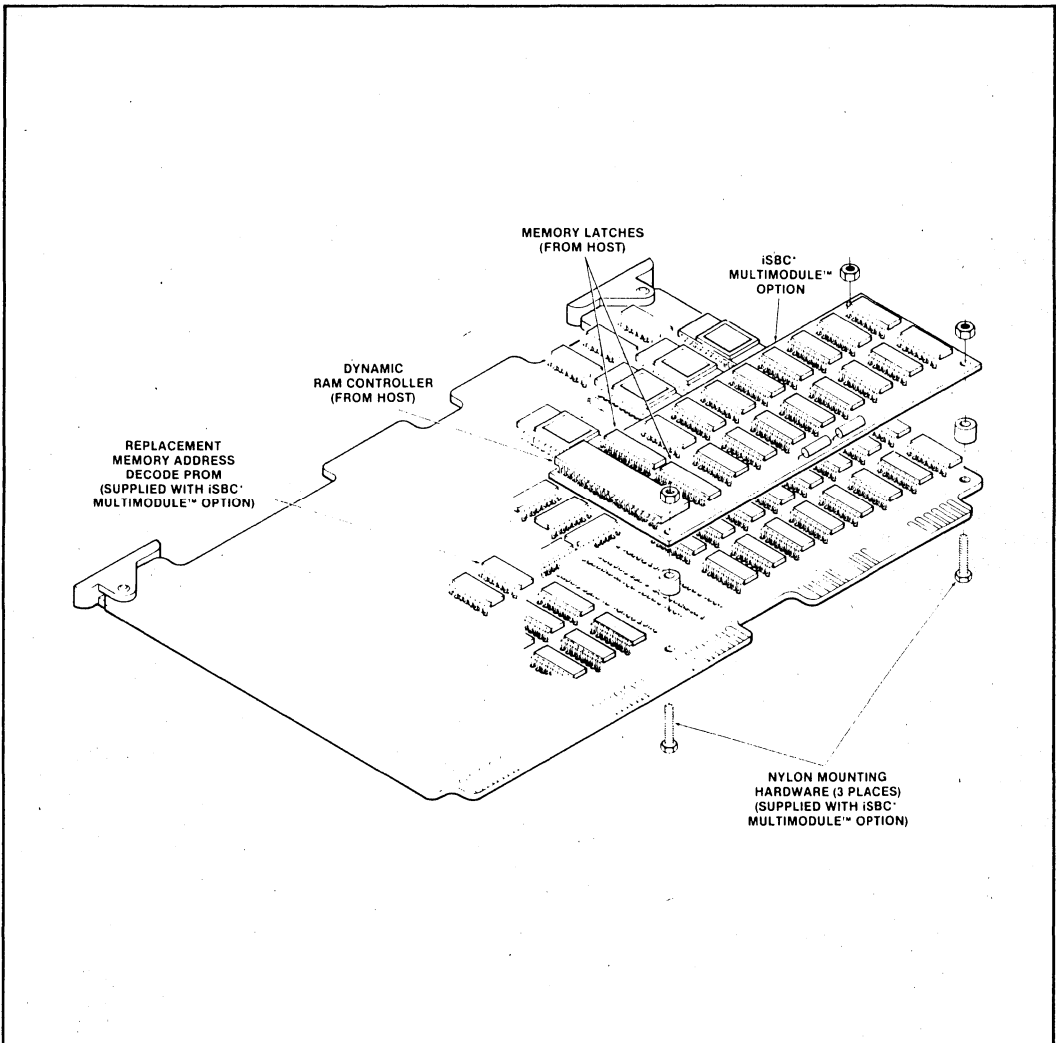 MEMORY LATCHES
(FROM HOST)
iSBC·
MULTIMODULE™
OPTION
DYNAMIC
RAM CONTROLLER
(FROM HOST)
REPLACEMENT
MEMORY ADDRESS
DECODE PROM
(SUPPLIED WITH iSBC·
MULTIMODULE™ OPTION)
NYLON MOUNTING
HARDWARE (3 PLACES)
(SUPPLIED WITH iSBC·
MULTIMODULE™ OPTION)